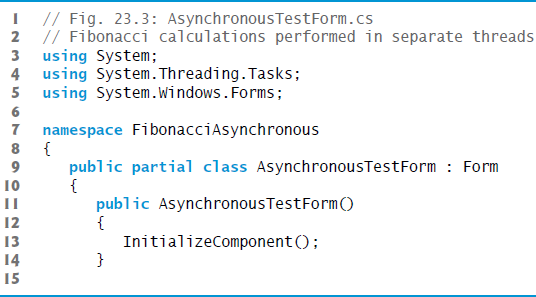 1 // Fig. 23.3: AsynchronousTestForm.cs
2 // Fibonacci calculations performed in separate threads
3 using System;
4 using System.Threading.Tasks;
5 using System.Windows.Forms;
6
7 namespace FibonacciAsynchronous
8 {
9 public partial class AsynchronousTestForm : Form
10 {
11 public AsynchronousTestForm()
12 {
13 InitializeComponent();
14 }
15